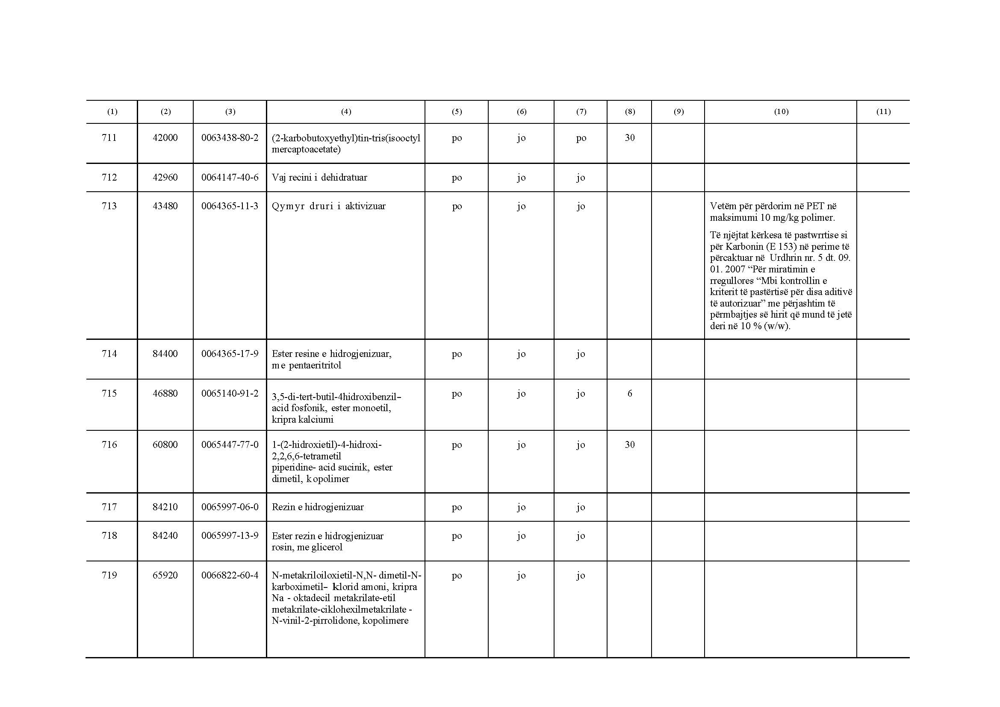 (1) (2) (3) (4) (5) (6) (7) (8) (9) (10) (11)
711 42000 0063438-80-2 (2-karbobutoxyethyl)tin-tris(isooctyl po jo po 30
mercaptoacetate)
712 42960 0064147-40-6 Vaj recini i dehidratuar po jo jo
713 43480 0064365-11-3 Qymyr druri i aktivizuar po jo jo Vetëm për përdorim në PET në
maksimumi 10 mg/kg polimer.
Të njëjtat kërkesa të pastwrrtise si
për Karbonin (E 153) në perime të
përcaktuar në Urdhrin nr. 5 dt. 09.
01. 2007 “Për miratimin e
rregullores “Mbi kontrollin e
kriterit të pastërtisë për disa aditivë
të autorizuar” me përjashtim të
përmbajtjes së hirit që mund të jetë
deri në 10 % (w/w).
714 84400 0064365-17-9 Ester resine e hidrogjenizuar, po jo jo
me pentaeritritol
715 46880 0065140-91-2 3,5-di-tert-butil-4hidroxibenzil– po jo jo 6
acid fosfonik, ester monoetil,
kripra kalciumi
716 60800 0065447-77-0 1-(2-hidroxietil)-4-hidroxi- po jo jo 30
2,2,6,6-tetrametil
piperidine- acid sucinik, ester
dimetil, kopolimer
717 84210 0065997-06-0 Rezin e hidrogjenizuar po jo jo
718 84240 0065997-13-9 Ester rezin e hidrogjenizuar po jo jo
rosin, me glicerol
719 65920 0066822-60-4 N-metakriloiloxietil-N,N- dimetil-N- po jo jo
karboximetil– klorid amoni, kripra
Na - oktadecil metakrilate-etil
metakrilate-ciklohexilmetakrilate -
N-vinil-2-pirrolidone, kopolimere